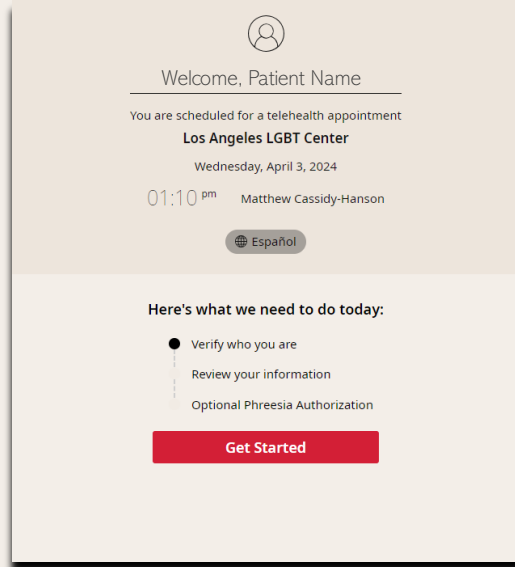 Welcome, Patient Name
You are scheduled for a telehealth appointment
Los Angeles LGBT Center
Wednesday, April 3, 2024
01:10 pm Matthew Cassidy-Hanson
Español
Here's what we need to do today:
Verify who you are
Review your information
Optional Phreesia Authorization
Get Started